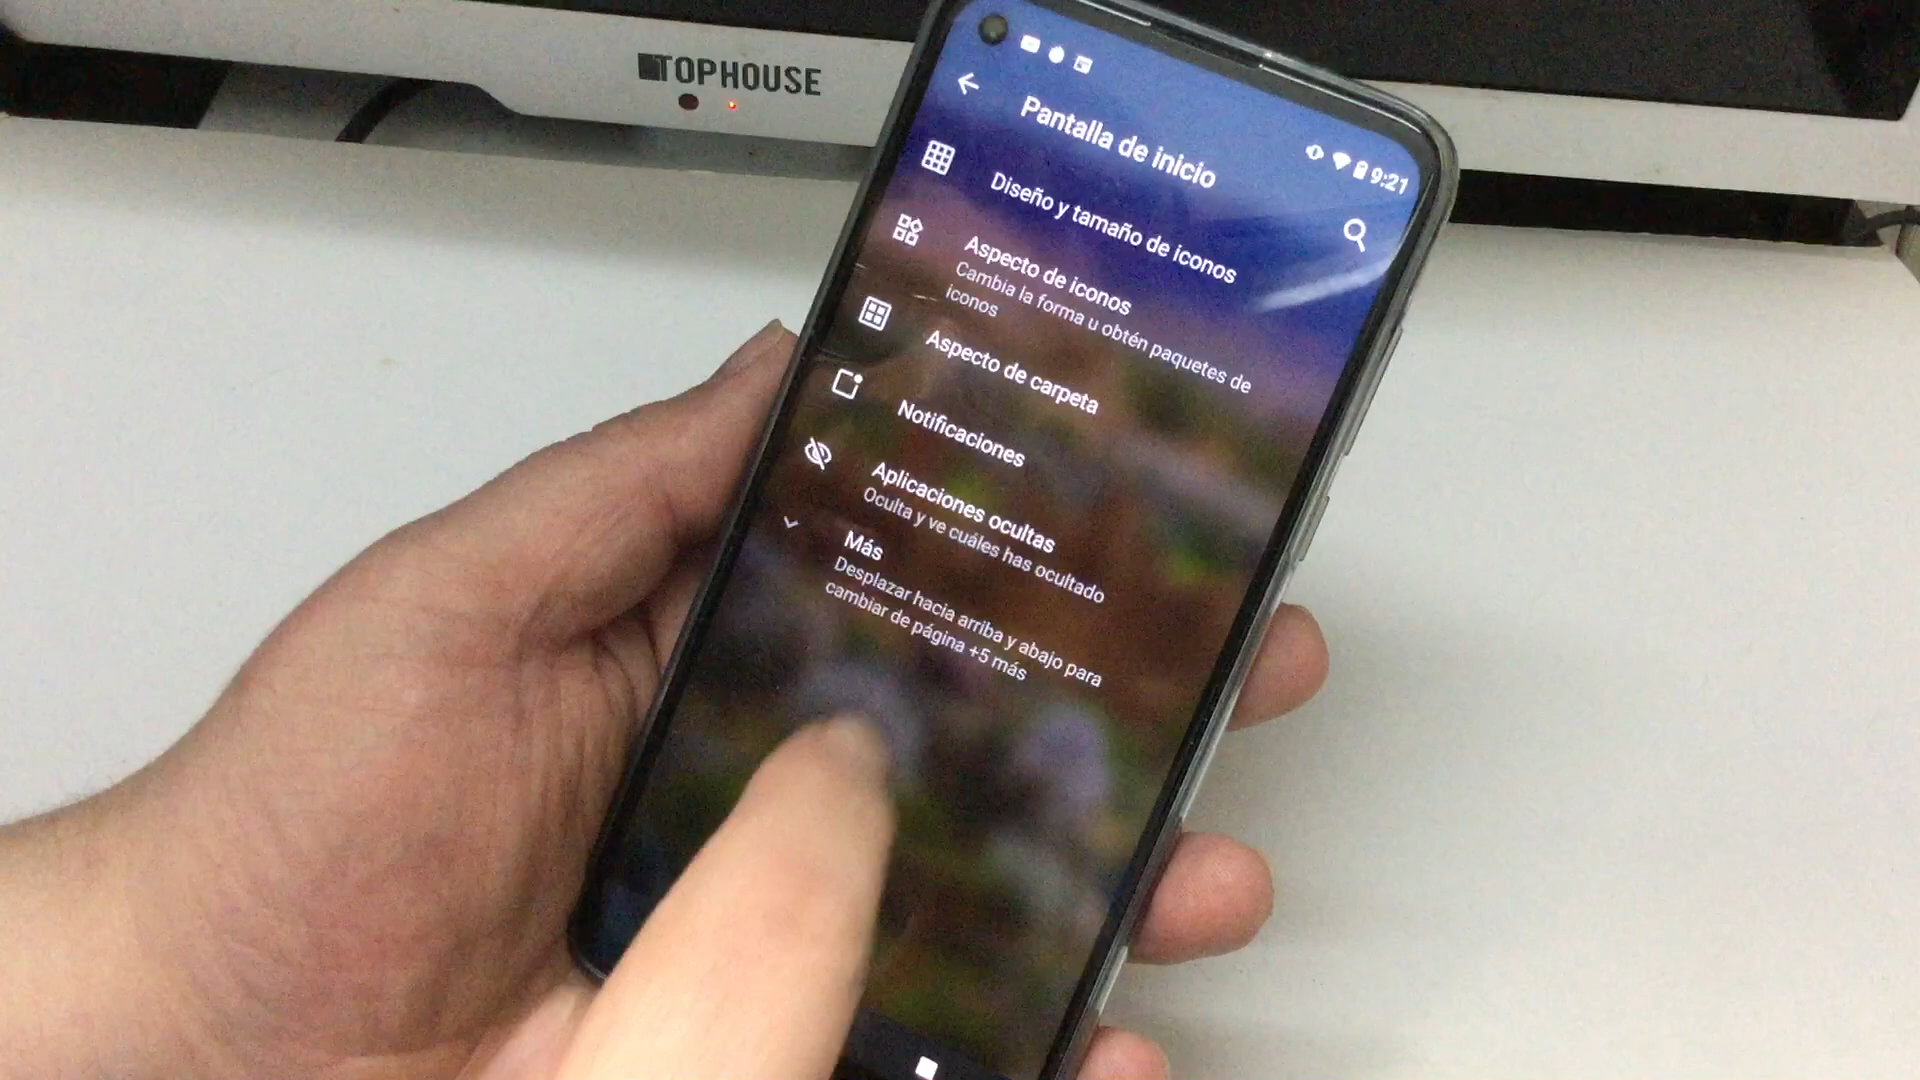 TOPHOUSE
9:21
Pantalla de inicio
Diseño y tamaño de iconos
Aspecto de iconos
Cambia la forma u obtén paquetes de
iconos
Aspecto de carpeta
Notificaciones
Aplicaciones ocultas
Oculta y ve cuáles has ocultado
Más
Desplazar hacia arriba y abajo para
cambiar de página +5 más